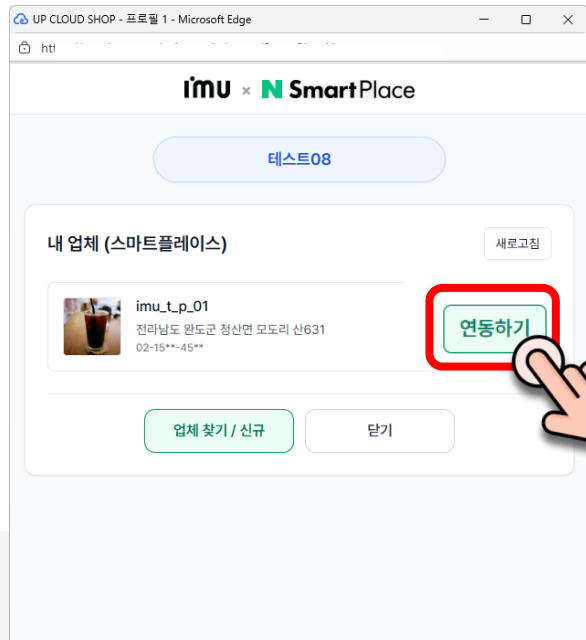 UP CLOUD SHOP - 프로필 1 - Microsoft Edge
imu × N SmartPlace
테스트08
내 업체 (스마트플레이스)
새로고침
imu_t_p_01
전라남도 완도군 청산면 모도리 산631
02-15**-45**
연동하기
업체 찾기 / 신규
닫기